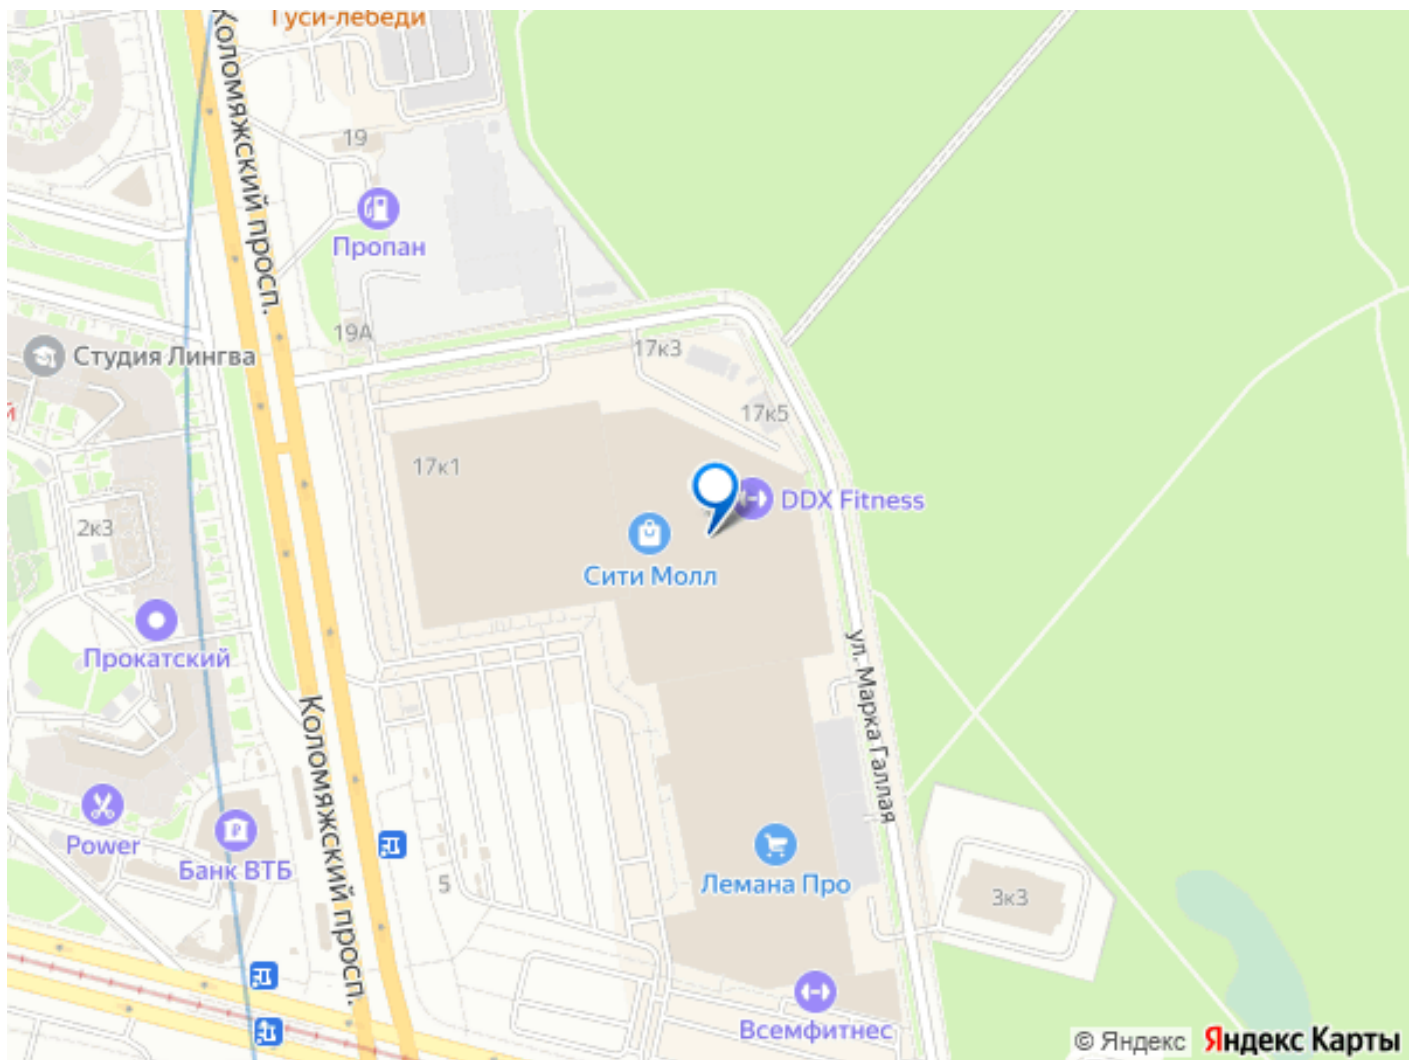 Гуси-лебеди
Коломяжский просп.
19
Пропан
19А
17к3
Студия Лингва
й
17к5
17к1
DDX Fitness
2к3
Сити Молл
Прокатский
ул. Марка Галлая
Коломяжский просп.
Power
Банк ВТБ
5
Лемана Про
3к3
Всемфитнес
© Яндекс Яндекс Карты